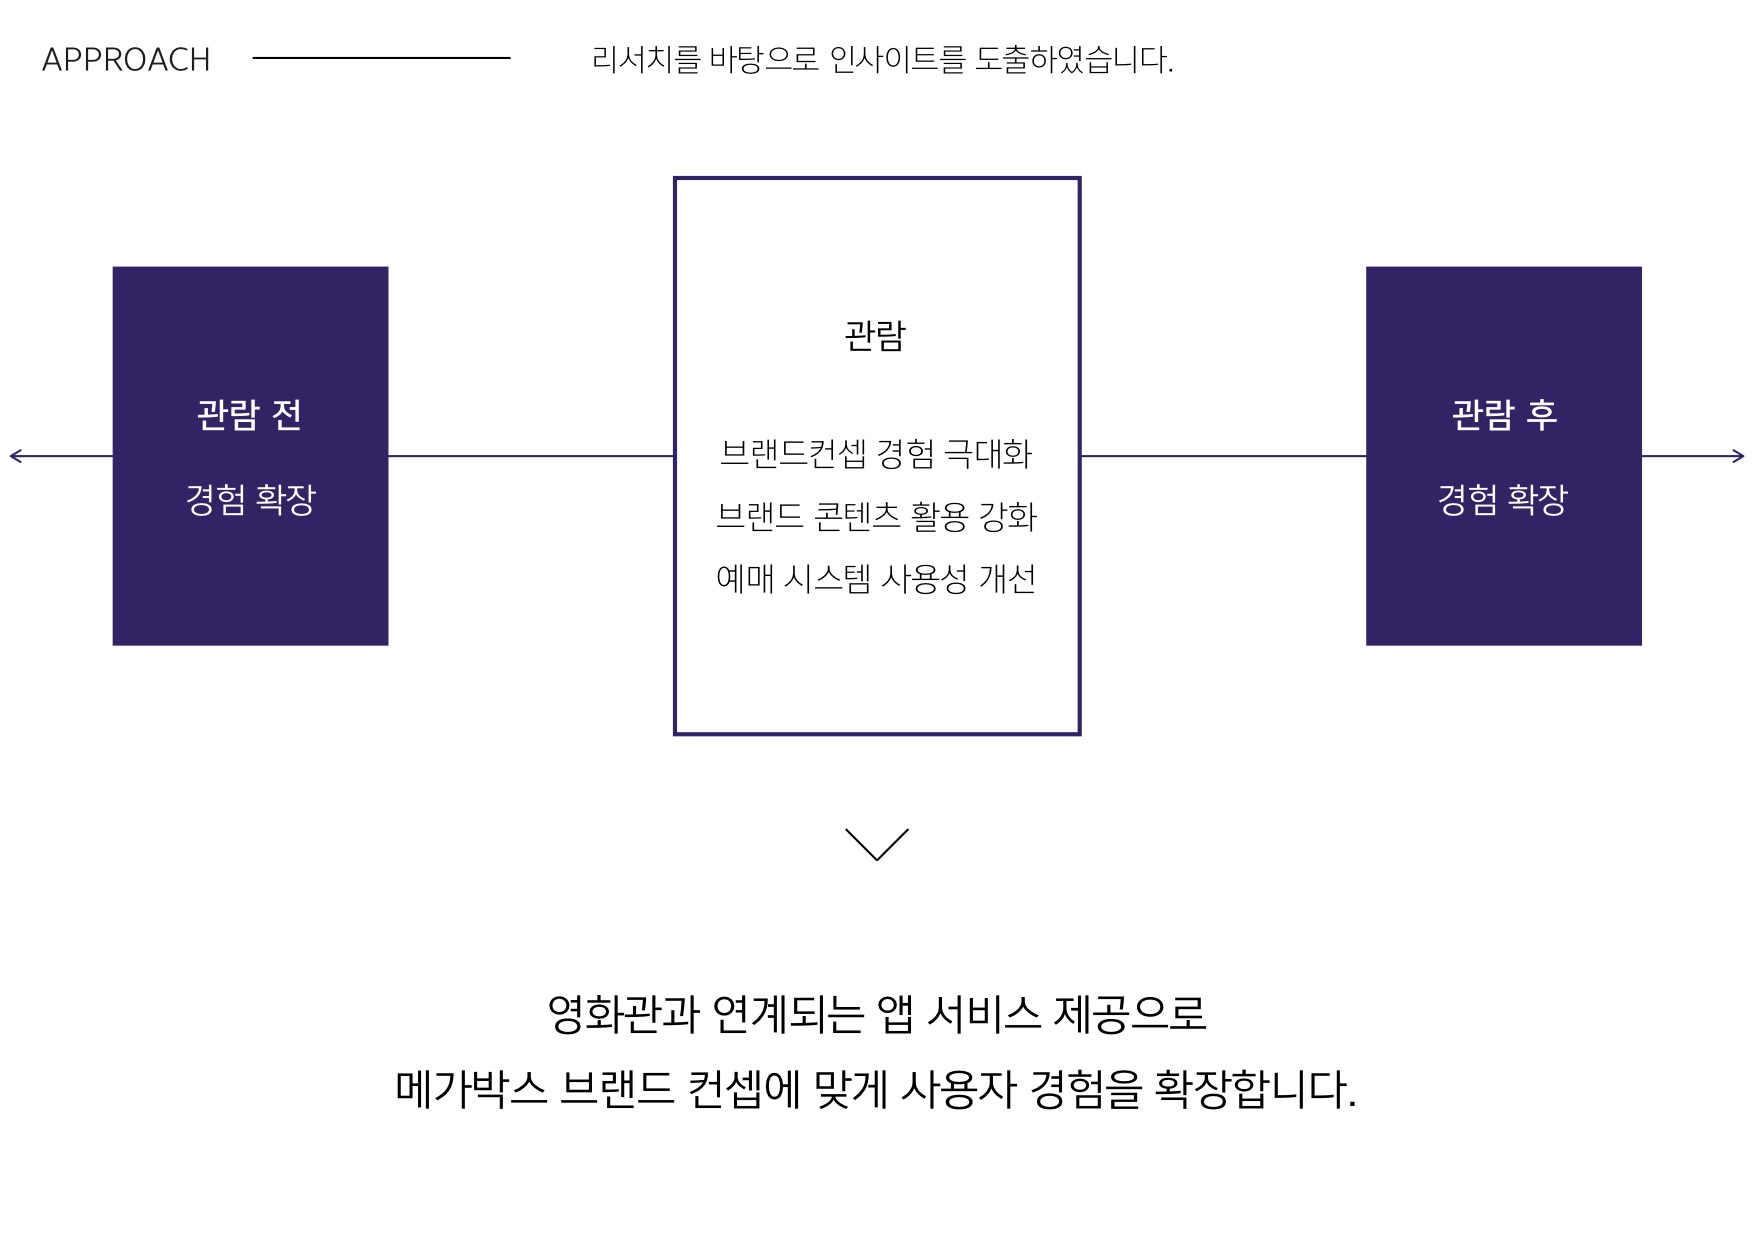 APPROACH
리서치를 바탕으로 인사이트를 도출하였습니다.
관람 전
경험 확장
관람
브랜드컨셉 경험 극대화
브랜드 콘텐츠 활용 강화
예매 시스템 사용성 개선
관람 후
경험 확장
영화관과 연계되는 앱 서비스 제공으로
메가박스 브랜드 컨셉에 맞게 사용자 경험을 확장합니다.